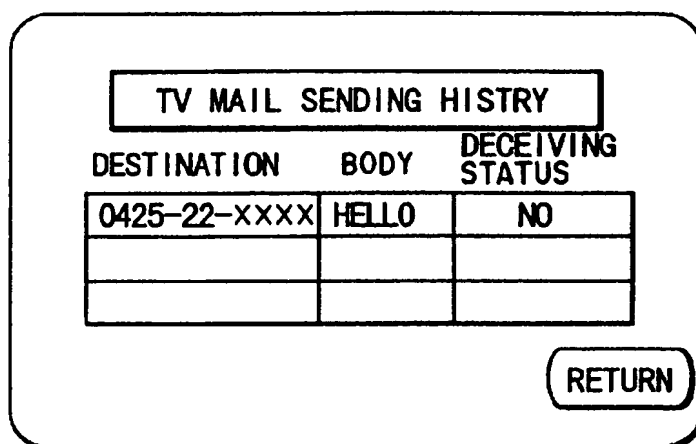 TV MAIL SENDING HISTRY
DESTINATION BODY DECEIVING STATUS
0425-22-XXXX HELLO NO
RETURN